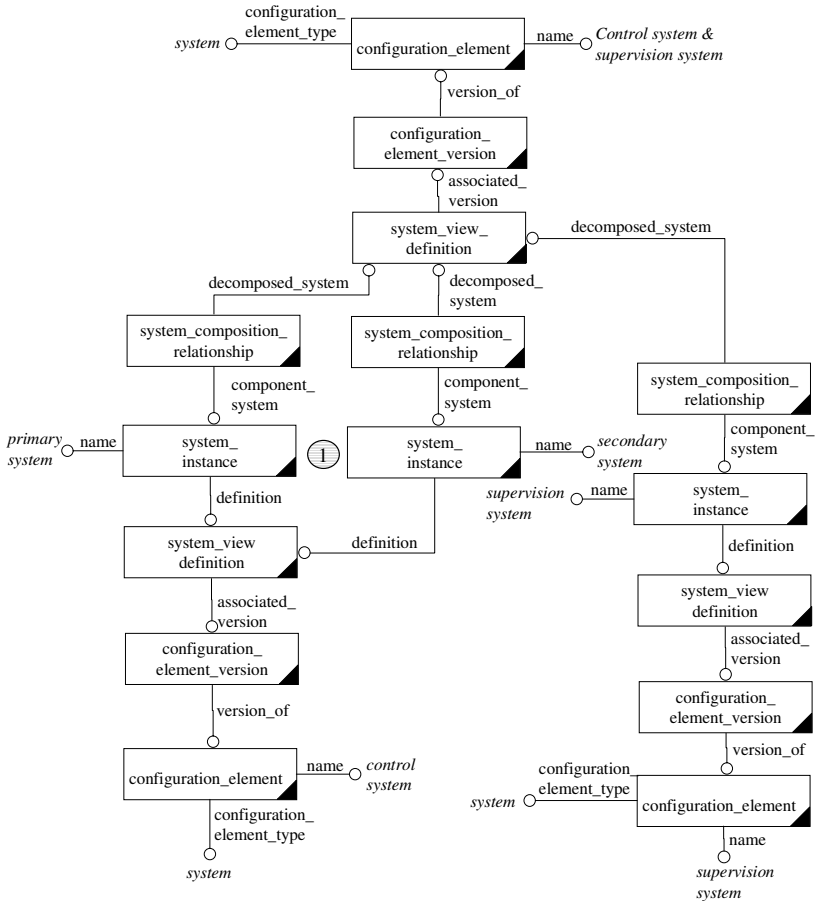 configuration_
element_type
system
configuration_element
name
Control system &
supervision system
version_of
configuration_
element_version
associated_
version
system_view_
definition
decomposed_system
decomposed_system
decomposed_
system
system_composition_
relationship
system_composition_
relationship
system_composition_
relationship
component_
system
component_
system
component_
system
primary
system
name
system_
instance
1
system_
instance
name
secondary
system
supervision
system
name
system_
instance
definition
definition
definition
system_view
definition
system_view
definition
associated_
version
associated_
version
configuration_
element_version
configuration_
element_version
version_of
version_of
configuration_element
name
control
system
configuration_
element_type
system
configuration_
element_type
system
configuration_element
name
supervision
system